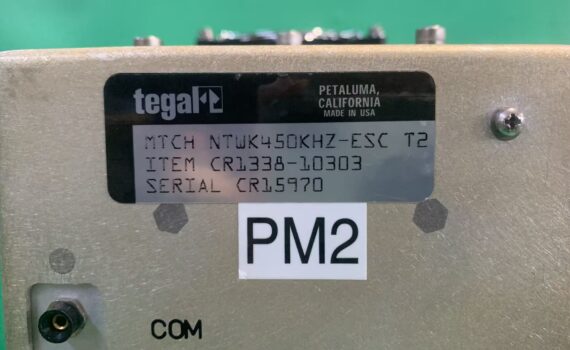 tegal
PETALUMA,
CALIFORNIA
MADE IN USA
MTCH NTWK450KHZ-ESC T2
ITEM CR1338-10303
SERIAL CR15970
PM2
COM